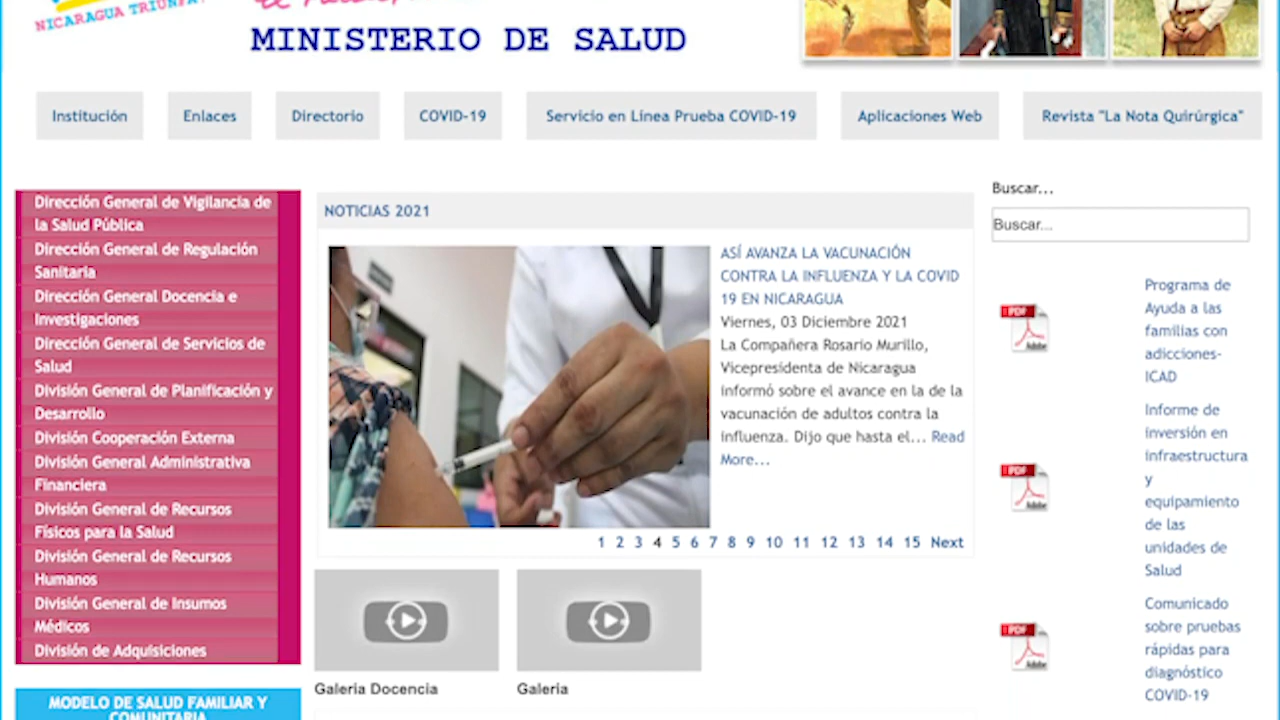 NICARAGUA TRIUNFA
MINISTERIO DE SALUD
Institución
Enlaces
Directorio
COVID-19
Servicio en Línea Prueba COVID-19
Aplicaciones Web
Revista "La Nota Quirúrgica"
Dirección General de Vigilancia de
la Salud Pública
Dirección General de Regulación
Sanitaria
Dirección General Docencia e
Investigaciones
Dirección General de Servicios de
Salud
División General de Planificación y
Desarrollo
División Cooperación Externa
División General Administrativa
Financiera
División General de Recursos
Físicos para la Salud
División General de Recursos
Humanos
División General de Insumos
Médicos
División de Adquisiciones
MODELO DE SALUD FAMILIAR Y
COMUNITARIA
NOTICIAS 2021
ASÍ AVANZA LA VACUNACIÓN
CONTRA LA INFLUENZA Y LA COVID
19 EN NICARAGUA
Viernes, 03 Diciembre 2021
La Compañera Rosario Murillo,
Vicepresidenta de Nicaragua
informó sobre el avance en la de la
vacunación de adultos contra la
influenza. Dijo que hasta el... Read
More...
1 2 3 4 5 6 7 8 9 10 11 12 13 14 15 Next
Galeria Docencia
Galeria
Buscar...
Buscar...
PDF
Adobe
Programa de
Ayuda a las
familias con
adicciones-
ICAD
PDF
Adobe
Informe de
inversión en
infraestructura
y
equipamiento
de las
unidades de
Salud
PDF
Adobe
Comunicado
sobre pruebas
rápidas para
diagnóstico
COVID-19